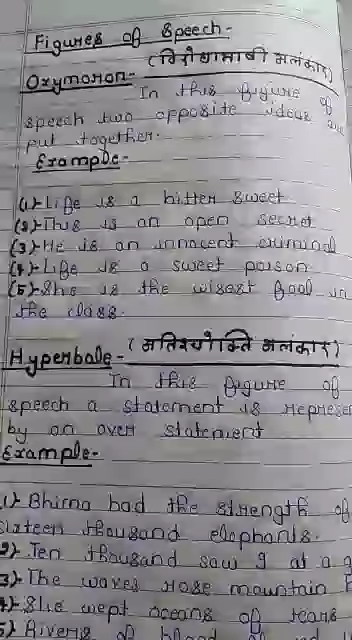 Figures of Speech-
Oxymoron- (विरोधाभाषी अलंकार)
In this figure of
speech two opposite ideas are
put together.
Example-
(1) Life is a bitter sweet
(2) This is an open secret
(3) He is an innocent criminal
(4) Life is a sweet poison
(5) She is the wisest fool in
the class.
Hyperbole- (अतिश्योक्ति अलंकार)
In this figure of
speech a statement is represen
by an over statement
Example-
1) Bhima had the strength of
sixteen thousand elephants.
2) Ten thousand saw I at a g
3) The waves rose mountain
4) She wept oceans of tears
5) Rivers of blood